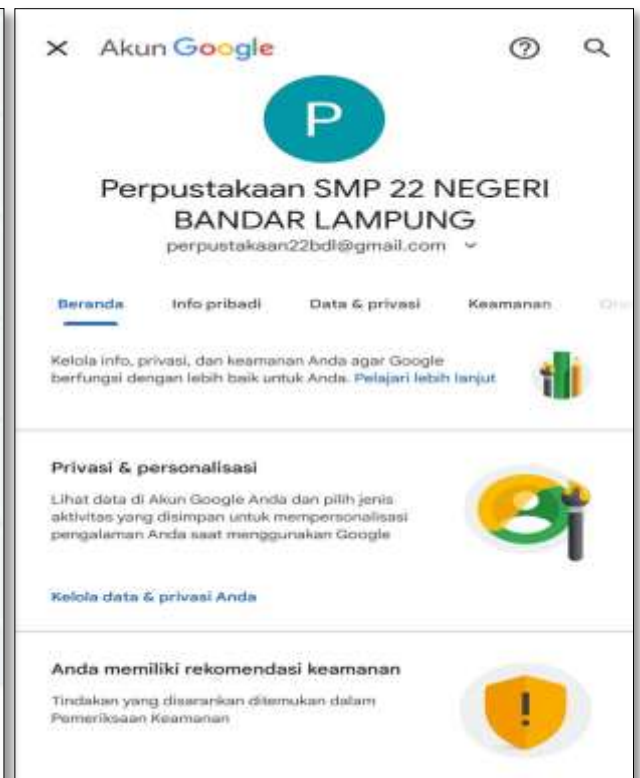 Akun Google
P
Perpustakaan SMP 22 NEGERI
BANDAR LAMPUNG
perpustakaan22bdl@gmail.com
Beranda Info pribadi Data & privasi Keamanan
Kelola info, privasi, dan keamanan Anda agar Google
berfungsi dengan lebih baik untuk Anda. Pelajari lebih lanjut
Privasi & personalisasi
Lihat data di Akun Google Anda dan pilih jenis
aktivitas yang disimpan untuk mempersonalisasi
pengalaman Anda saat menggunakan Google
Kelola data & privasi Anda
Anda memiliki rekomendasi keamanan
Tindakan yang disarankan ditemukan dalam
Pemeriksaan Keamanan